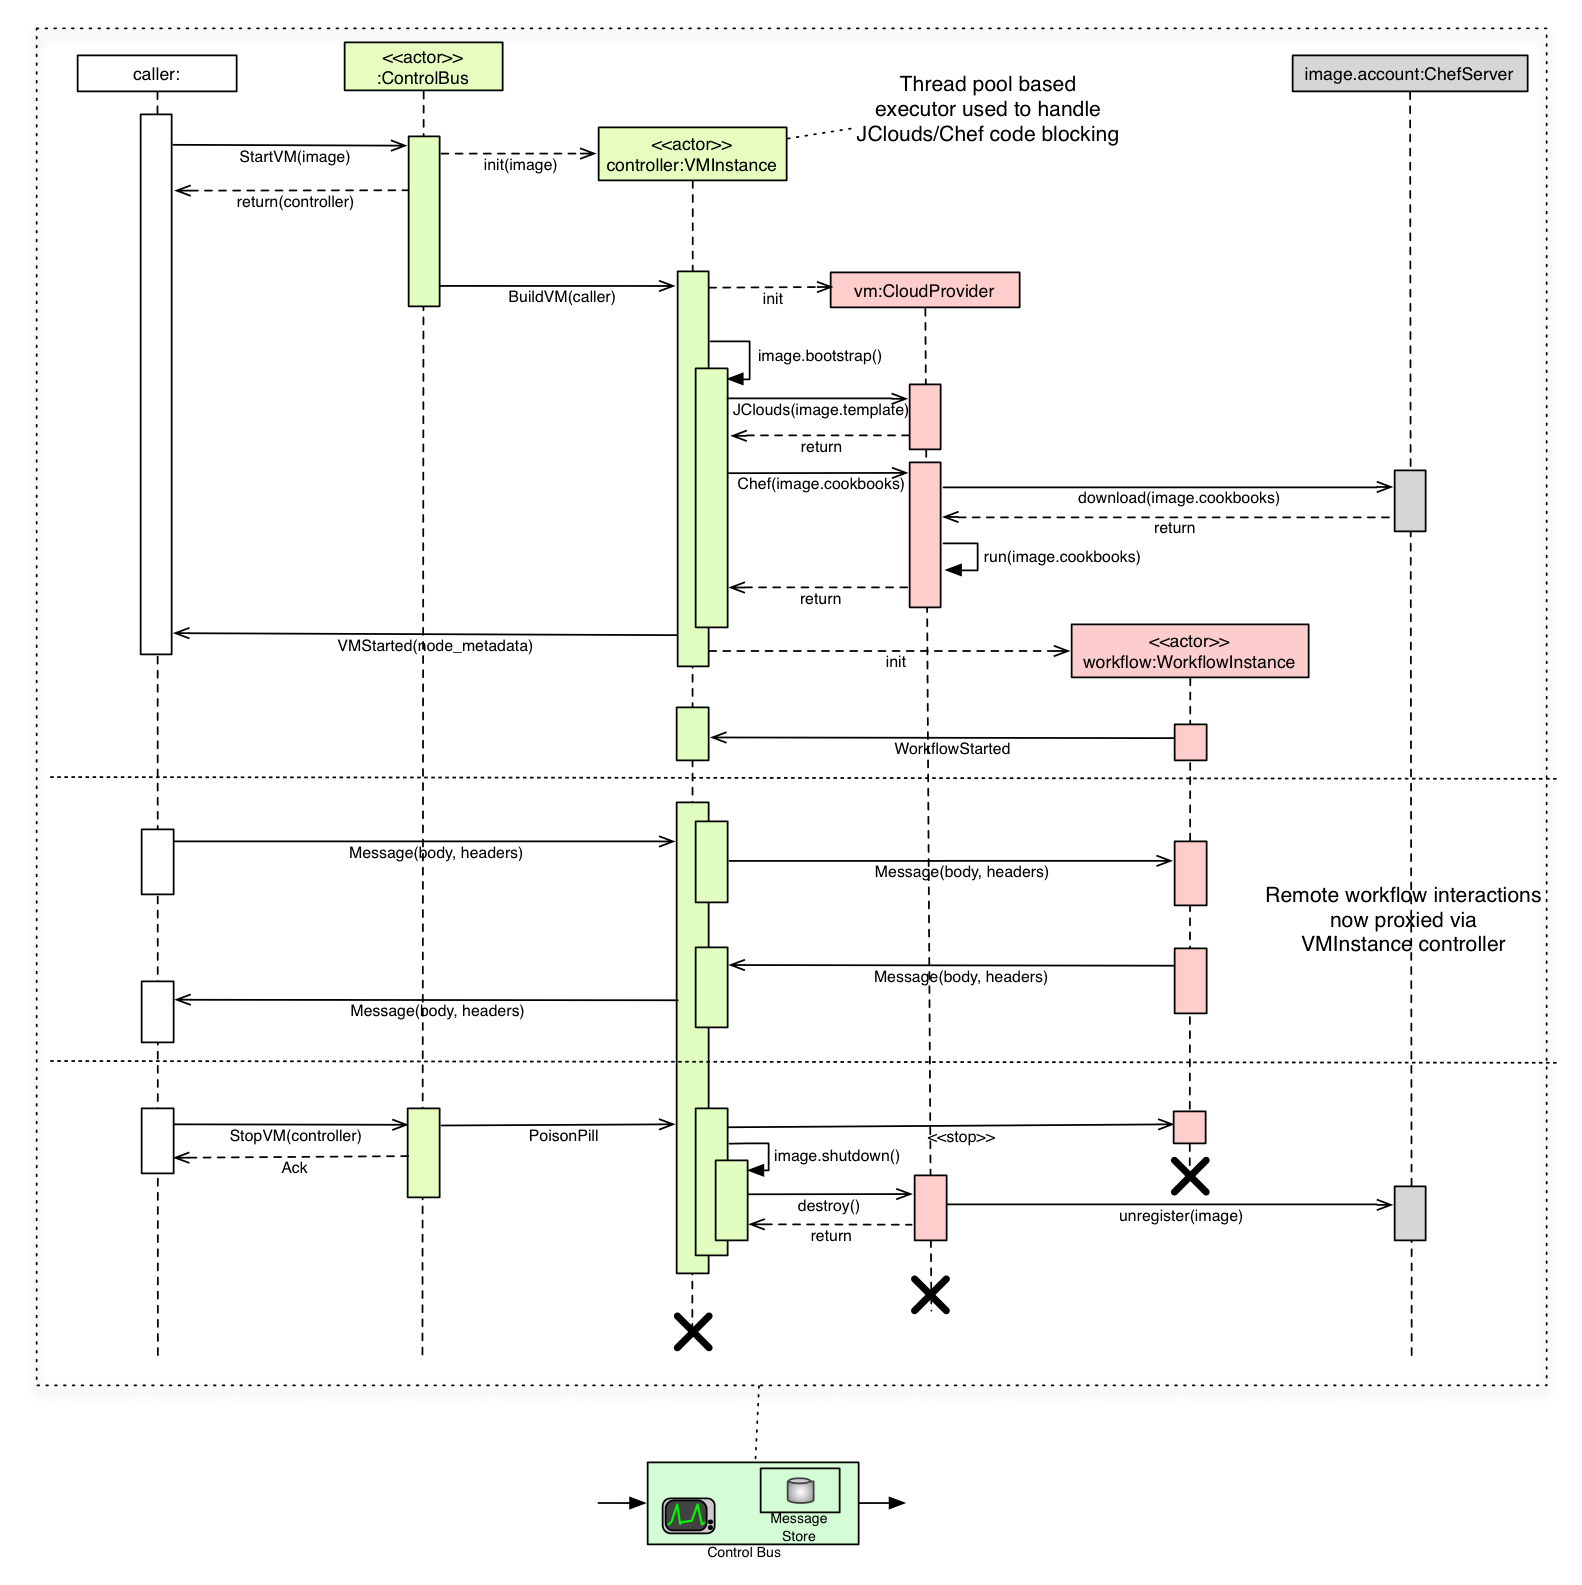 caller:
<<actor>>
:ControlBus
Thread pool based
executor used to handle
JClouds/Chef code blocking
image.account:ChefServer
<<actor>>
controller:VMInstance
StartVM(image)
init(image)
return(controller)
BuildVM(caller)
init
vm:CloudProvider
image.bootstrap()
JClouds(image.template)
return
Chef(image.cookbooks)
download(image.cookbooks)
return
run(image.cookbooks)
return
VMStarted(node_metadata)
init
<<actor>>
workflow:WorkflowInstance
WorkflowStarted
Message(body, headers)
Message(body, headers)
Remote workflow interactions
now proxied via
VMInstance controller
Message(body, headers)
Message(body, headers)
StopVM(controller)
PoisonPill
<<stop>>
Ack
image.shutdown()
destroy()
unregister(image)
return
Message
Store
Control Bus